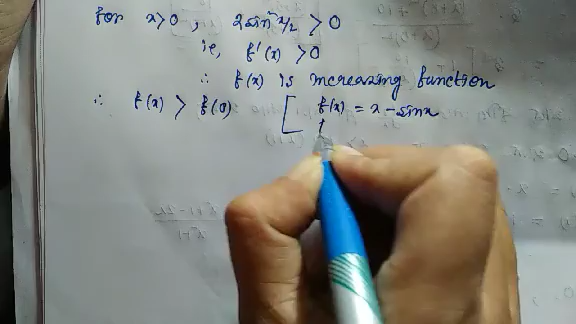 for x>0, 2sin²x/2 > 0
ie, f'(x) > 0
∴ f(x) is increasing function
∴ f(x) > f(0) [ f(x) = x - sinx